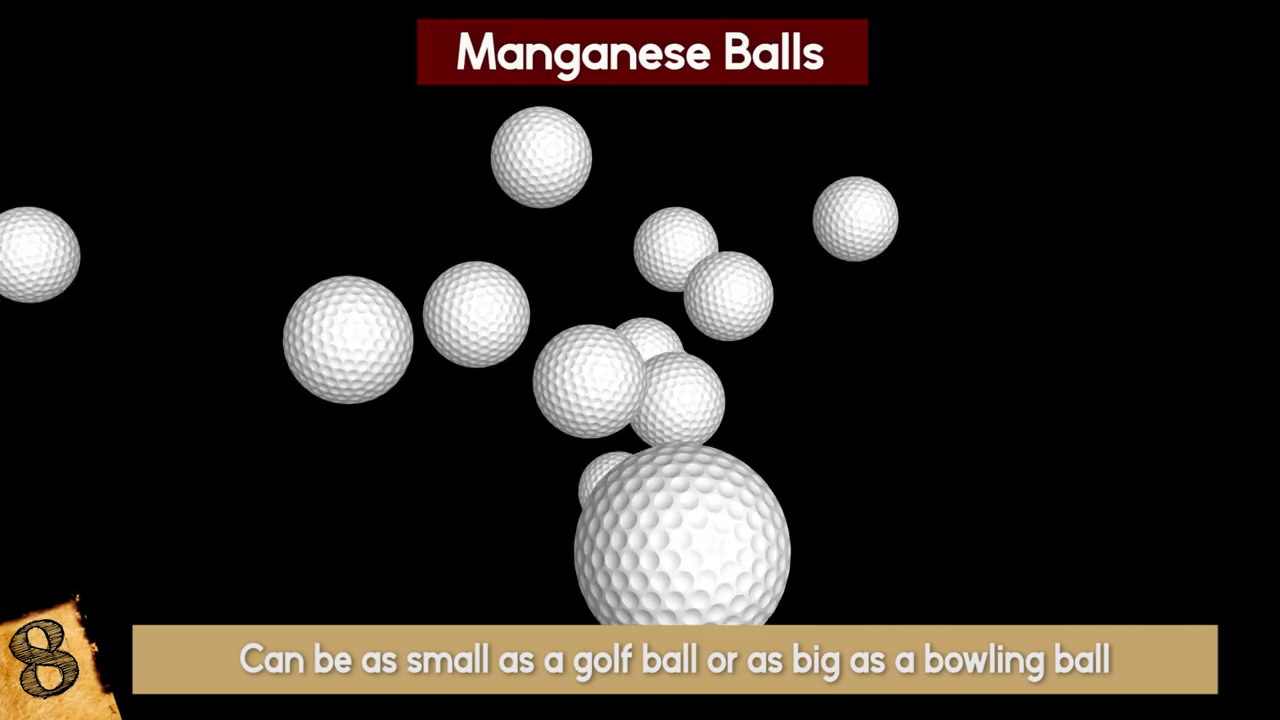 Manganese Balls
8
Can be as small as a golf ball or as big as a bowling ball